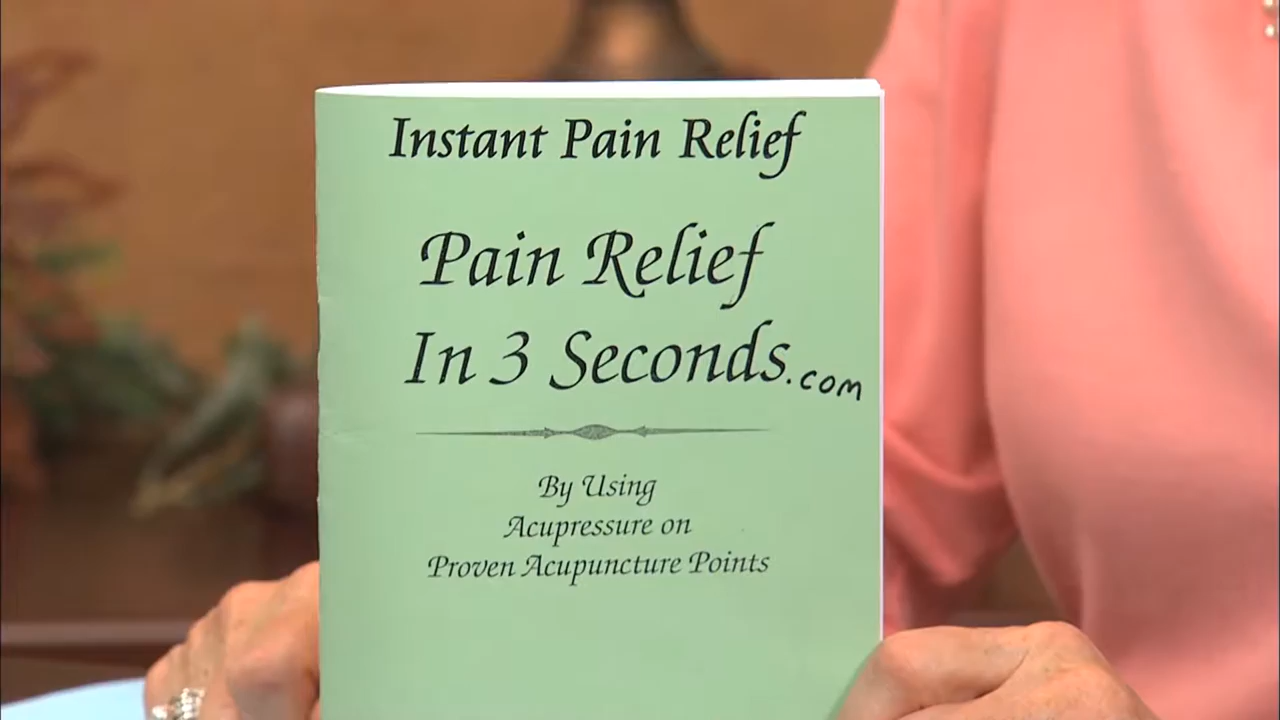 Instant Pain Relief
Pain Relief
In 3 Seconds.com
By Using
Acupressure on
Proven Acupuncture Points